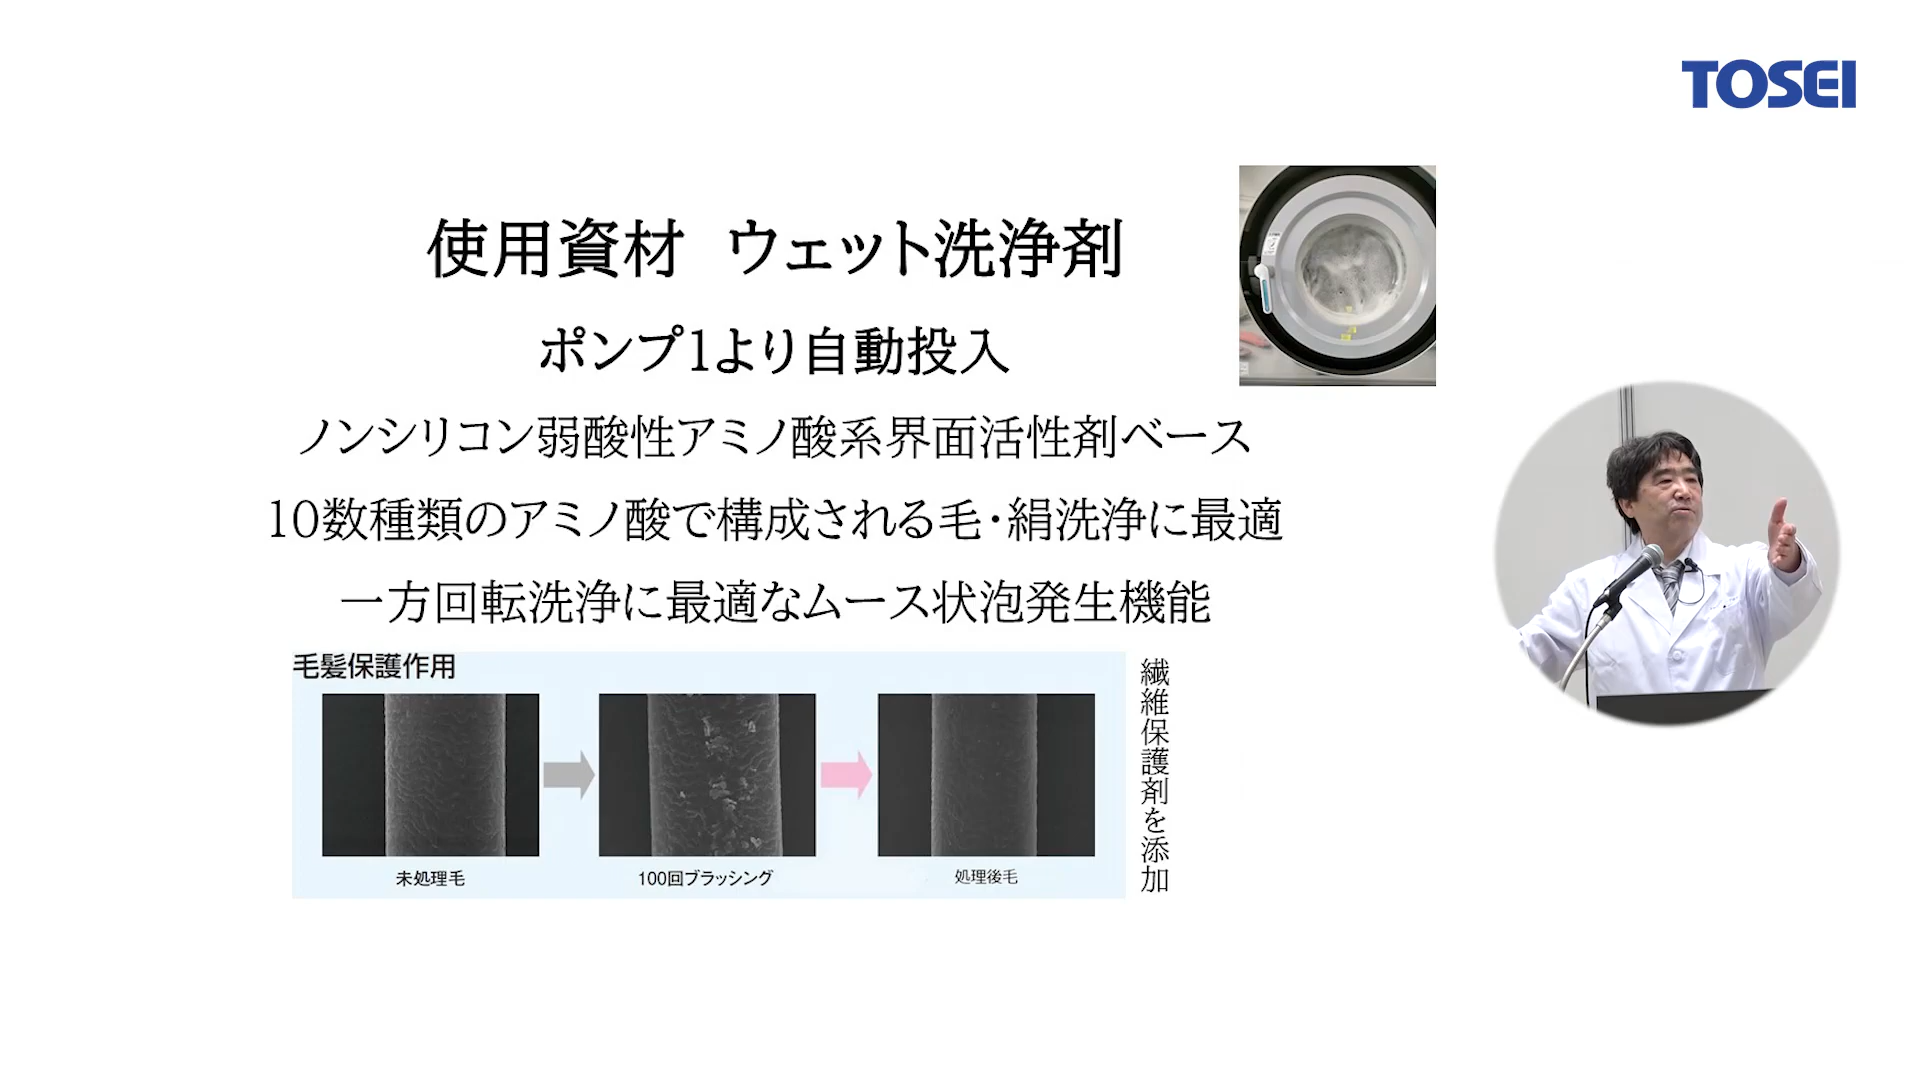 TOSEI
使用資材 ウェット洗浄剤
ポンプ1より自動投入
ノンシリコン弱酸性アミノ酸系界面活性剤ベース
10数種類のアミノ酸で構成される毛・絹洗浄に最適
一方回転洗浄に最適なムース状泡発生機能
毛髪保護作用
未処理毛
100回ブラッシング
処理後毛
繊維保護剤を添加